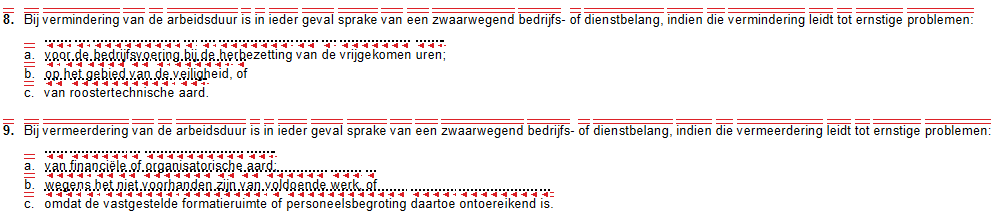 8. Bij vermindering van de arbeidsduur is in ieder geval sprake van een zwaarwegend bedrijfs- of dienstbelang, indien die vermindering leidt tot ernstige problemen:
a. voor de bedrijfsvoering bij de herbezetting van de vrijgekomen uren;
b. op het gebied van de veiligheid, of
c. van roostertechnische aard.
9. Bij vermeerdering van de arbeidsduur is in ieder geval sprake van een zwaarwegend bedrijfs- of dienstbelang, indien die vermeerdering leidt tot ernstige problemen:
a. van financiële of organisatorische aard;
b. wegens het niet voorhanden zijn van voldoende werk, of
c. omdat de vastgestelde formatieruimte of personeelsbegroting daartoe ontoereikend is.